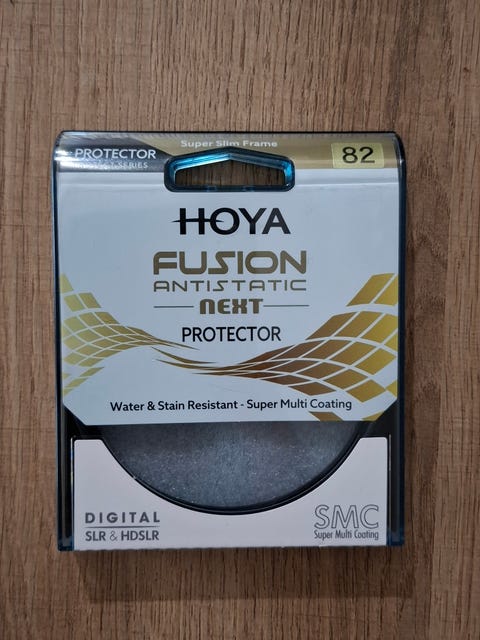 Super Slim Frame
PROTECTOR
SERIES
82
HOYA
FUSION
ANTISTATIC
NEXT
PROTECTOR
Water & Stain Resistant - Super Multi Coating
DIGITAL
SLR & HDSLR
SMC
Super Multi Coating